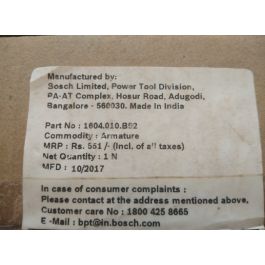 Manufactured by:
Bosch Limited, Power Tool Division,
PA-AT Complex, Hosur Road, Adugodi,
Bangalore - 560030. Made In India
Part No : 1604.010.B92
Commodity : Armature
MRP : Rs. 551 /- (Incl. of all taxes)
Net Quantity : 1 N
MFD : 10/2017
In case of consumer complaints :
Please contact at the address mentioned above,
Customer care No : 1800 425 8665
E -Mail : bpt@in.bosch.com